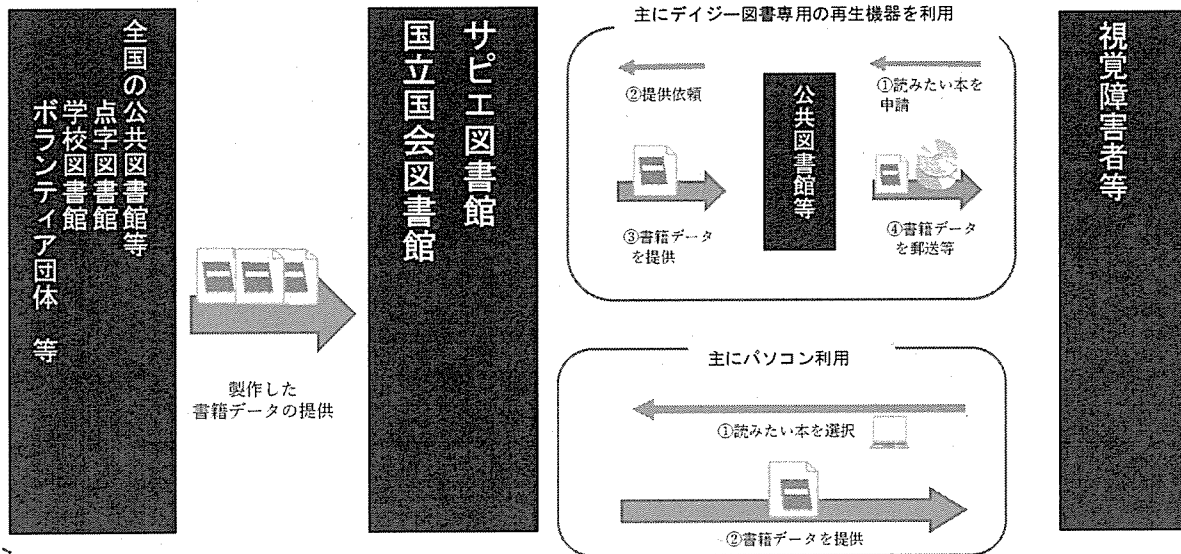 全国の公共図書館等
点字図書館
学校図書館
ボランティア団体 等
製作した
書籍データの提供
サピエ図書館
国立国会図書館
主にデイジー図書専用の再生機器を利用
②提供依頼
①読みたい本を
申請
公共図書館等
③書籍データ
を提供
④書籍データ
を郵送等
主にパソコン利用
①読みたい本を選択
②書籍データを提供
視覚障害者等